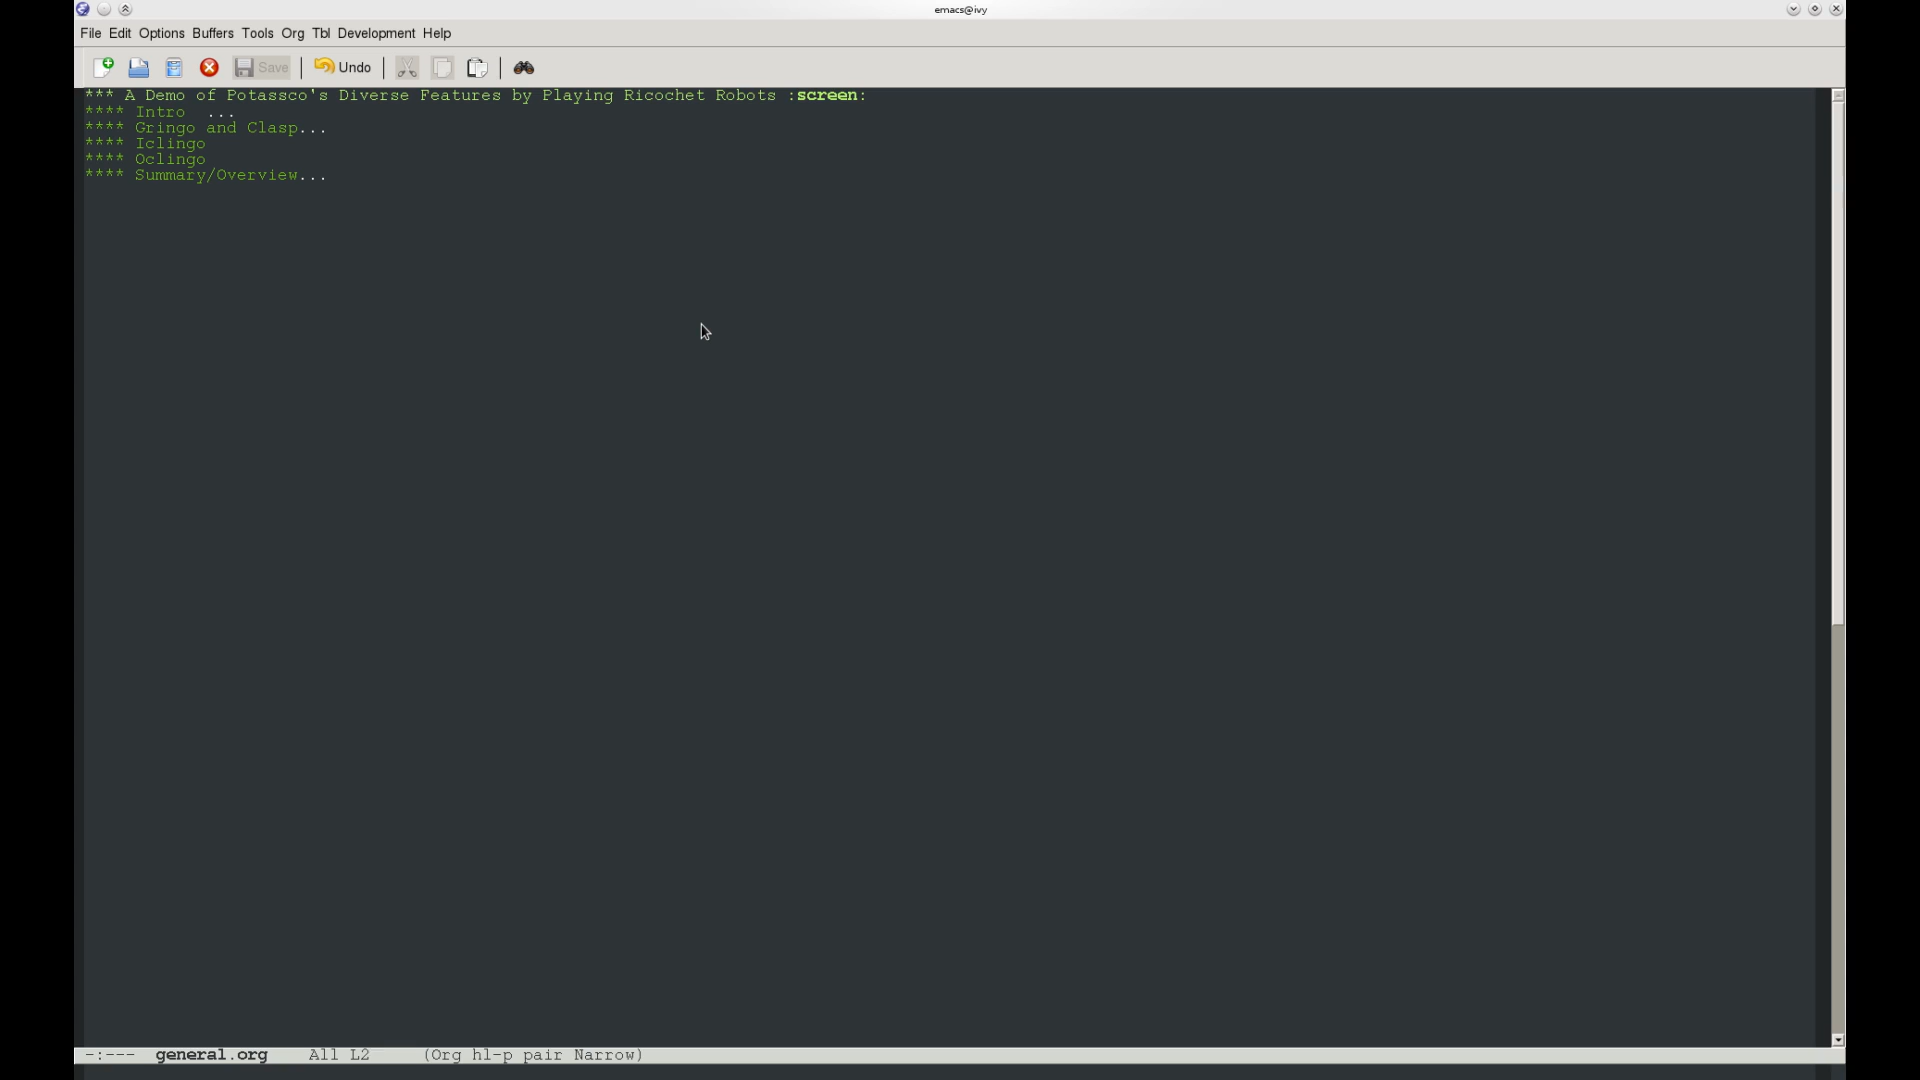 emacs@ivy
File Edit Options Buffers Tools Org Tbl Development Help
Save Undo
*** A Demo of Potassco's Diverse Features by Playing Ricochet Robots :screen:
**** Intro  ...
**** Gringo and Clasp...
**** Iclingo
**** Oclingo
**** Summary/Overview...
-:--- general.org All L2 (Org hl-p pair Narrow)